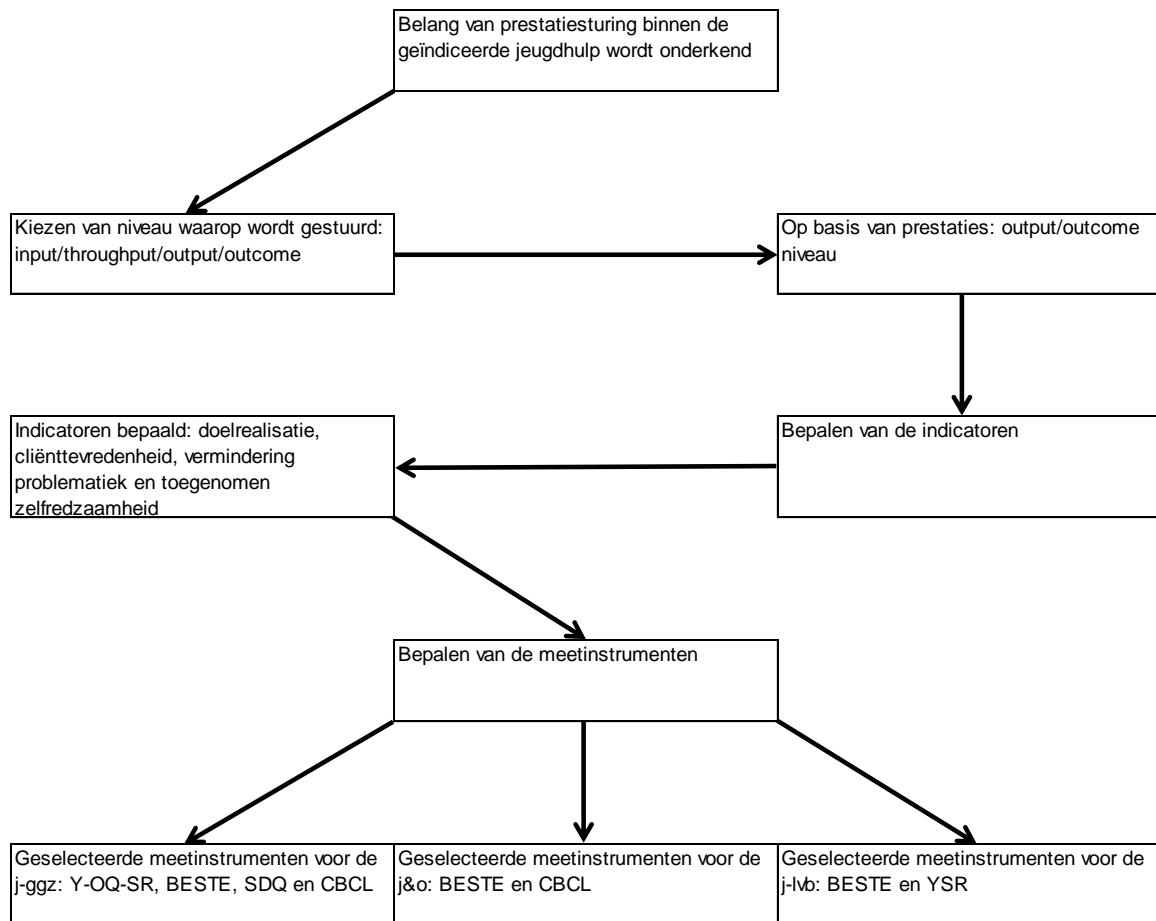 Belang van prestatiesturing binnen de
geïndiceerde jeugdhulp wordt onderkend
Kiezen van niveau waarop wordt gestuurd:
input/throughput/output/outcome
Op basis van prestaties: output/outcome
niveau
Indicatoren bepaald: doelrealisatie,
cliënttevredenheid, vermindering
problematiek en toegenomen
zelfredzaamheid
Bepalen van de indicatoren
Bepalen van de meetinstrumenten
Geselecteerde meetinstrumenten voor de
j-ggz: Y-OQ-SR, BESTE, SDQ en CBCL
Geselecteerde meetinstrumenten voor de
j&o: BESTE en CBCL
Geselecteerde meetinstrumenten voor de
j-lvb: BESTE en YSR